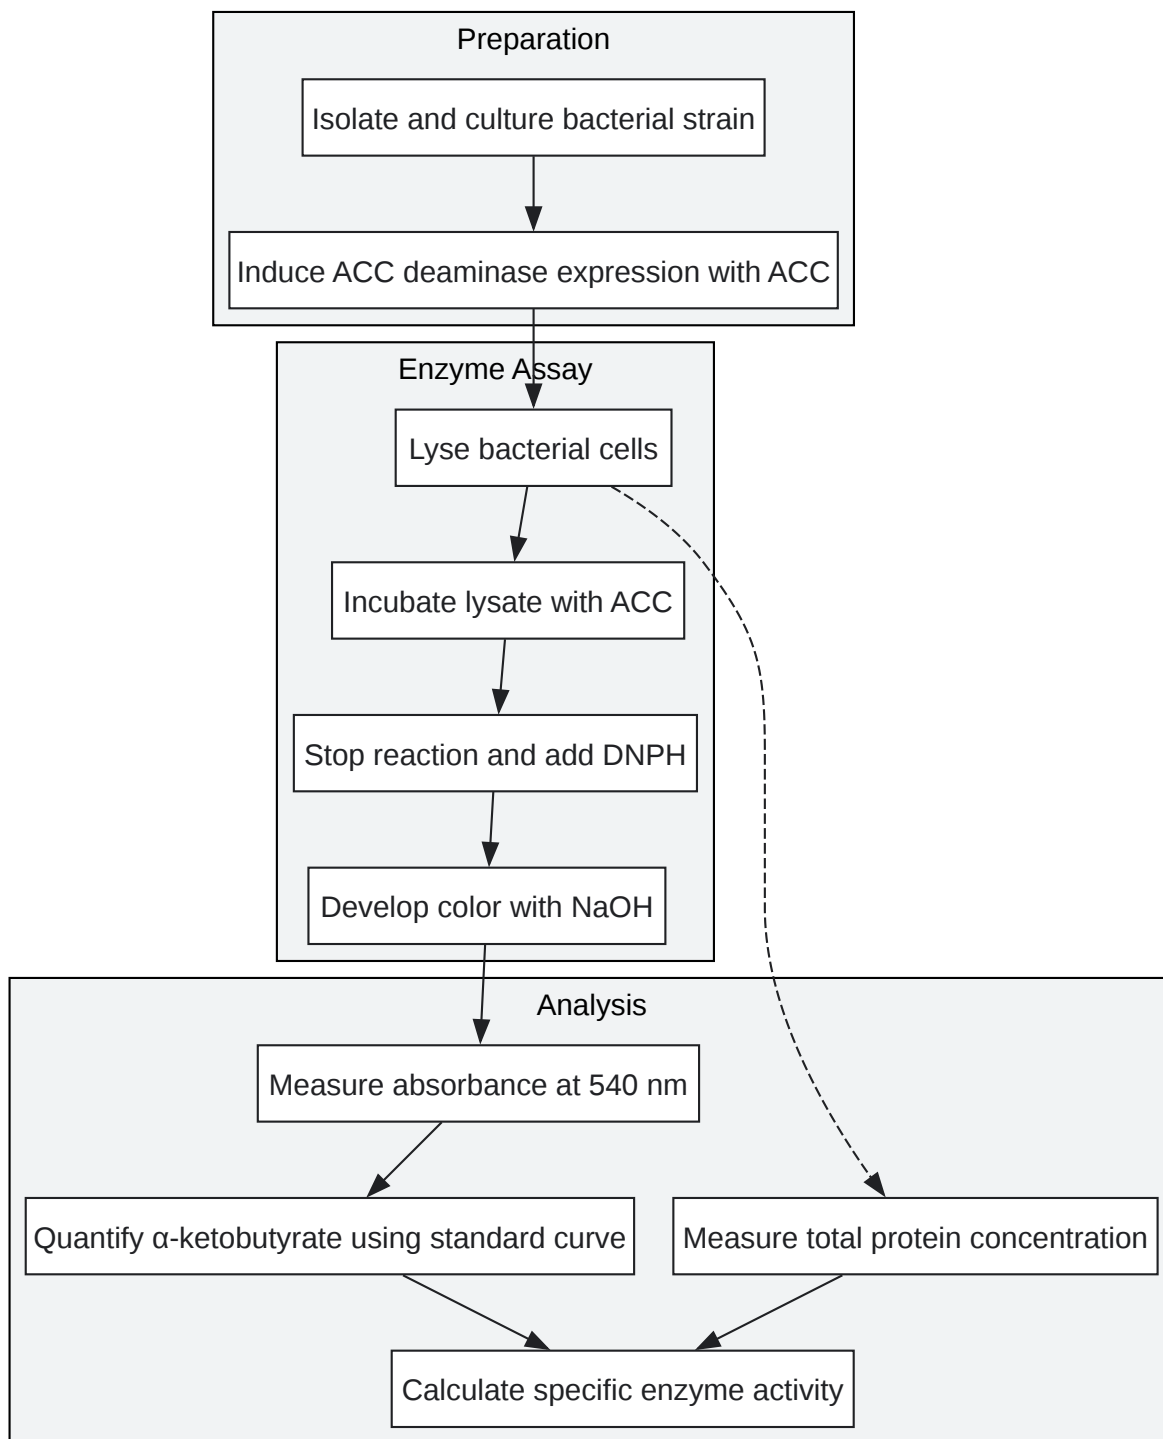 Preparation
Isolate and culture bacterial strain
Induce ACC deaminase expression with ACC
Enzyme Assay
Lyse bacterial cells
Incubate lysate with ACC
Stop reaction and add DNPH
Develop color with NaOH
Analysis
Measure absorbance at 540 nm
Quantify α-ketobutyrate using standard curve
Measure total protein concentration
Calculate specific enzyme activity